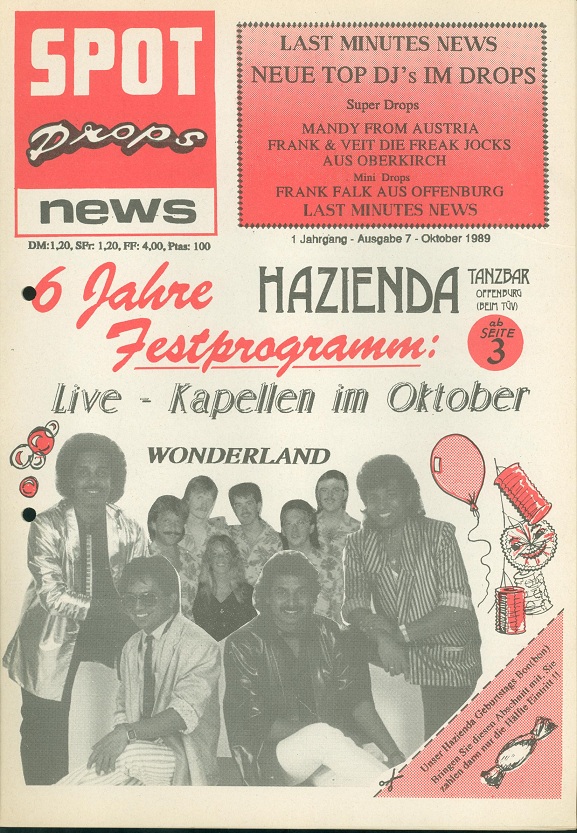 SPOT
Drops
news
DM:1,20, SFr: 1,20, FF: 4,00, Ptas: 100
LAST MINUTES NEWS
NEUE TOP DJ's IM DROPS
Super Drops
MANDY FROM AUSTRIA
FRANK & VEIT DIE FREAK JOCKS
AUS OBERKIRCH
Mini Drops
FRANK FALK AUS OFFENBURG
LAST MINUTES NEWS
1 Jahrgang - Ausgabe 7 - Oktober 1989
6 Jahre HAZIENDA
TANZBAR
OFFENBURG
(BEIM TÜV)
Festprogramm:
ab
SEITE
3
Live - Kapellen im Oktober
WONDERLAND
Unser Hazienda Geburtstags Bon(bon)
Bringen Sie diesen Abschnitt mit, Sie
zahlen dann nur die Hälfte Eintritt !!